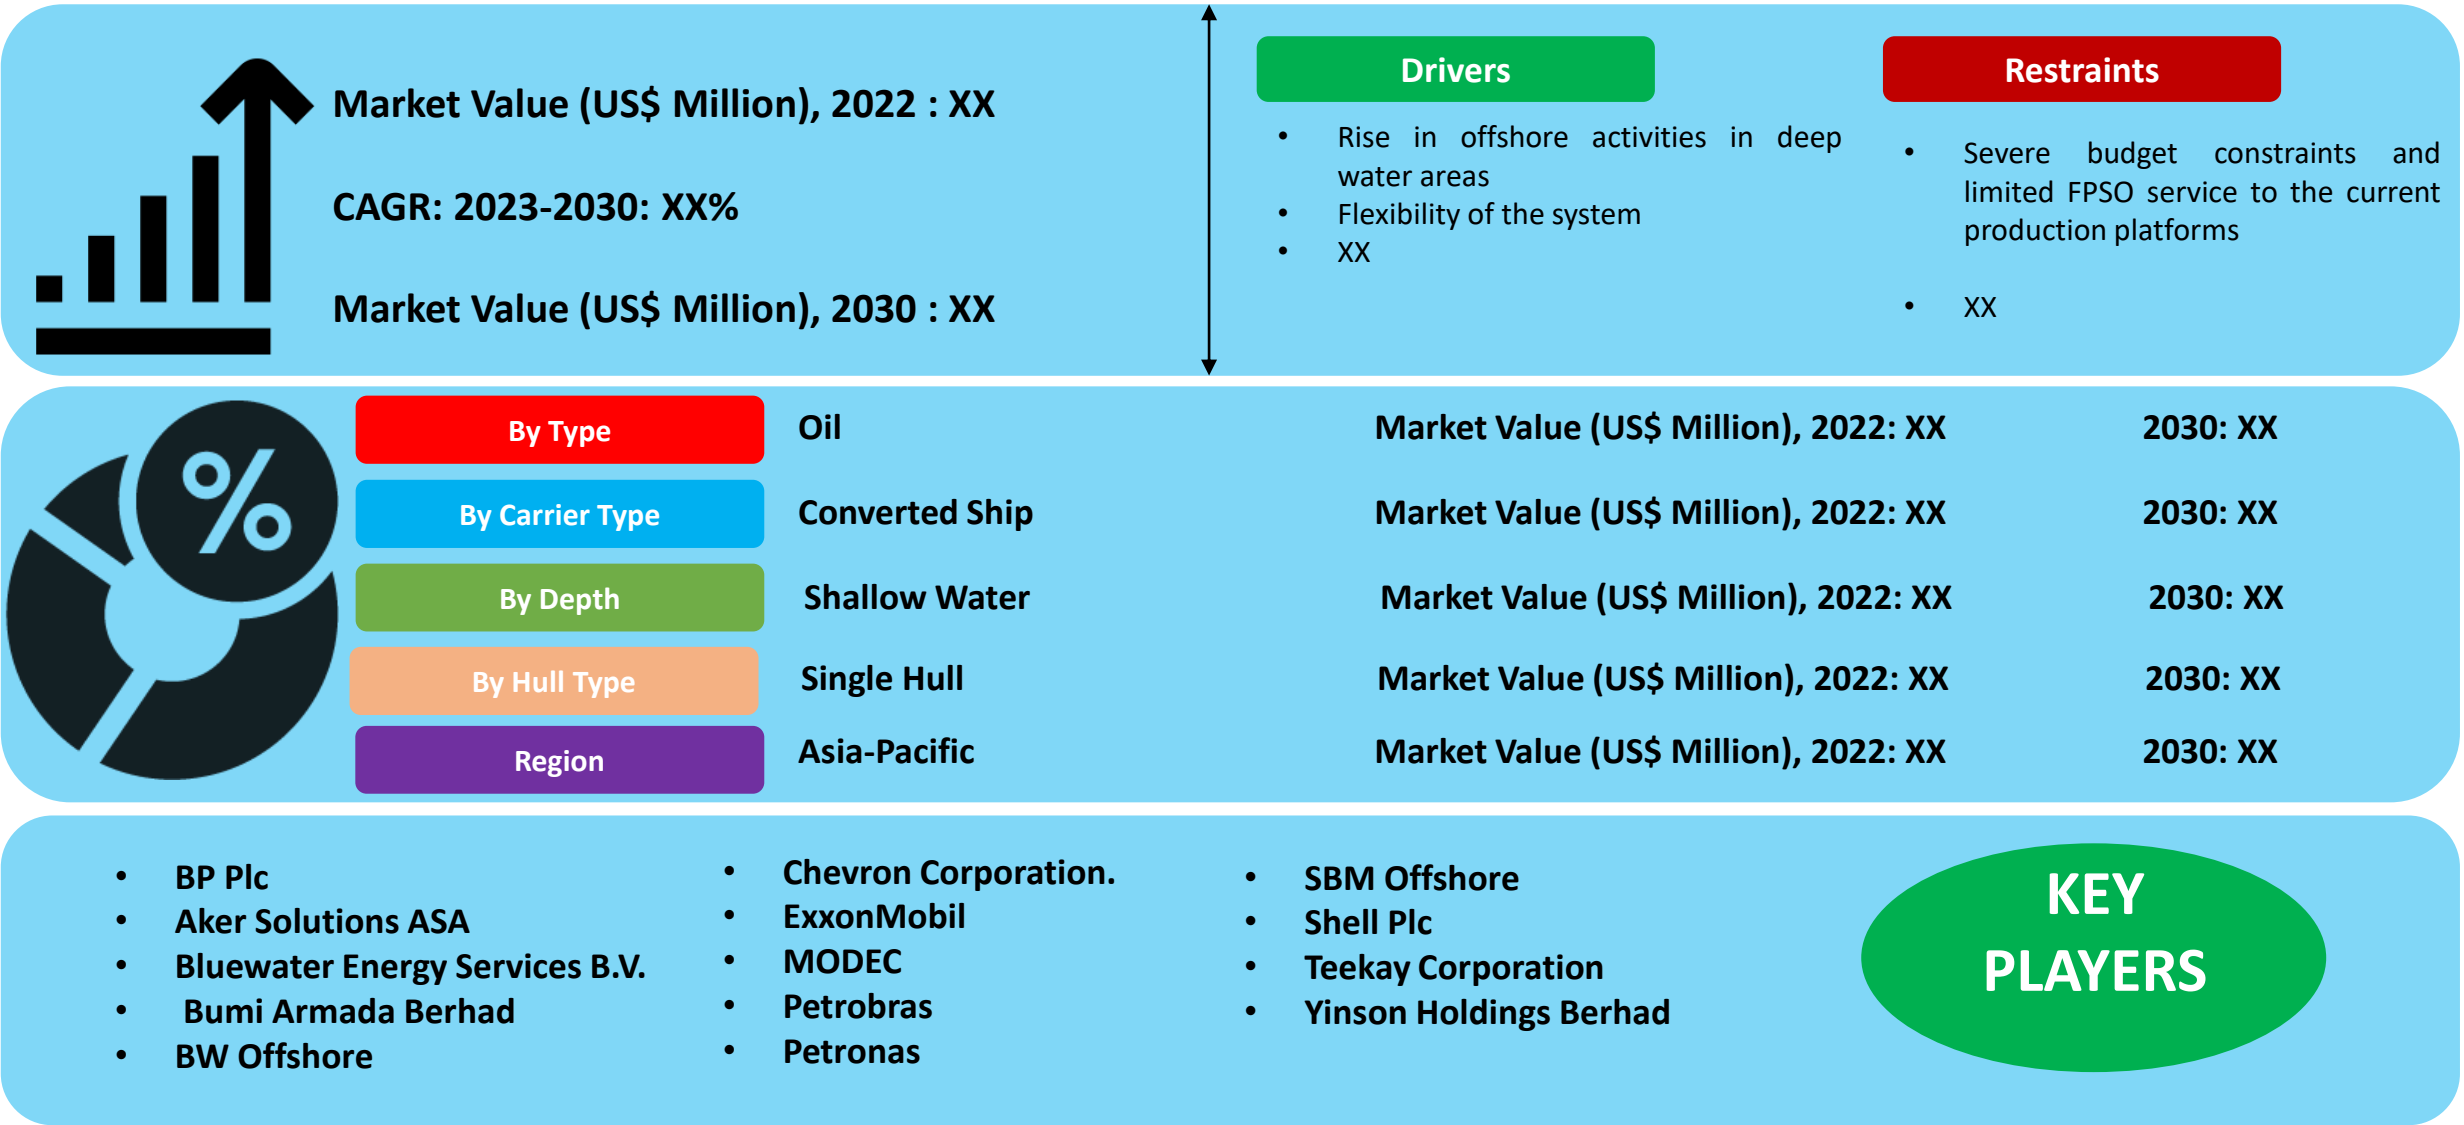 Market Value (US$ Million), 2022 : XX
CAGR: 2023-2030: XX%
Market Value (US$ Million), 2030 : XX
Drivers
• Rise in offshore activities in deep
water areas
• Flexibility of the system
• XX
Restraints
• Severe budget constraints and
limited FPSO service to the current
production platforms
• XX
%
By Type Oil Market Value (US$ Million), 2022: XX 2030: XX
By Carrier Type Converted Ship Market Value (US$ Million), 2022: XX 2030: XX
By Depth Shallow Water Market Value (US$ Million), 2022: XX 2030: XX
By Hull Type Single Hull Market Value (US$ Million), 2022: XX 2030: XX
Region Asia-Pacific Market Value (US$ Million), 2022: XX 2030: XX
• BP Plc
• Aker Solutions ASA
• Bluewater Energy Services B.V.
• Bumi Armada Berhad
• BW Offshore
• Chevron Corporation.
• ExxonMobil
• MODEC
• Petrobras
• Petronas
• SBM Offshore
• Shell Plc
• Teekay Corporation
• Yinson Holdings Berhad
KEY
PLAYERS